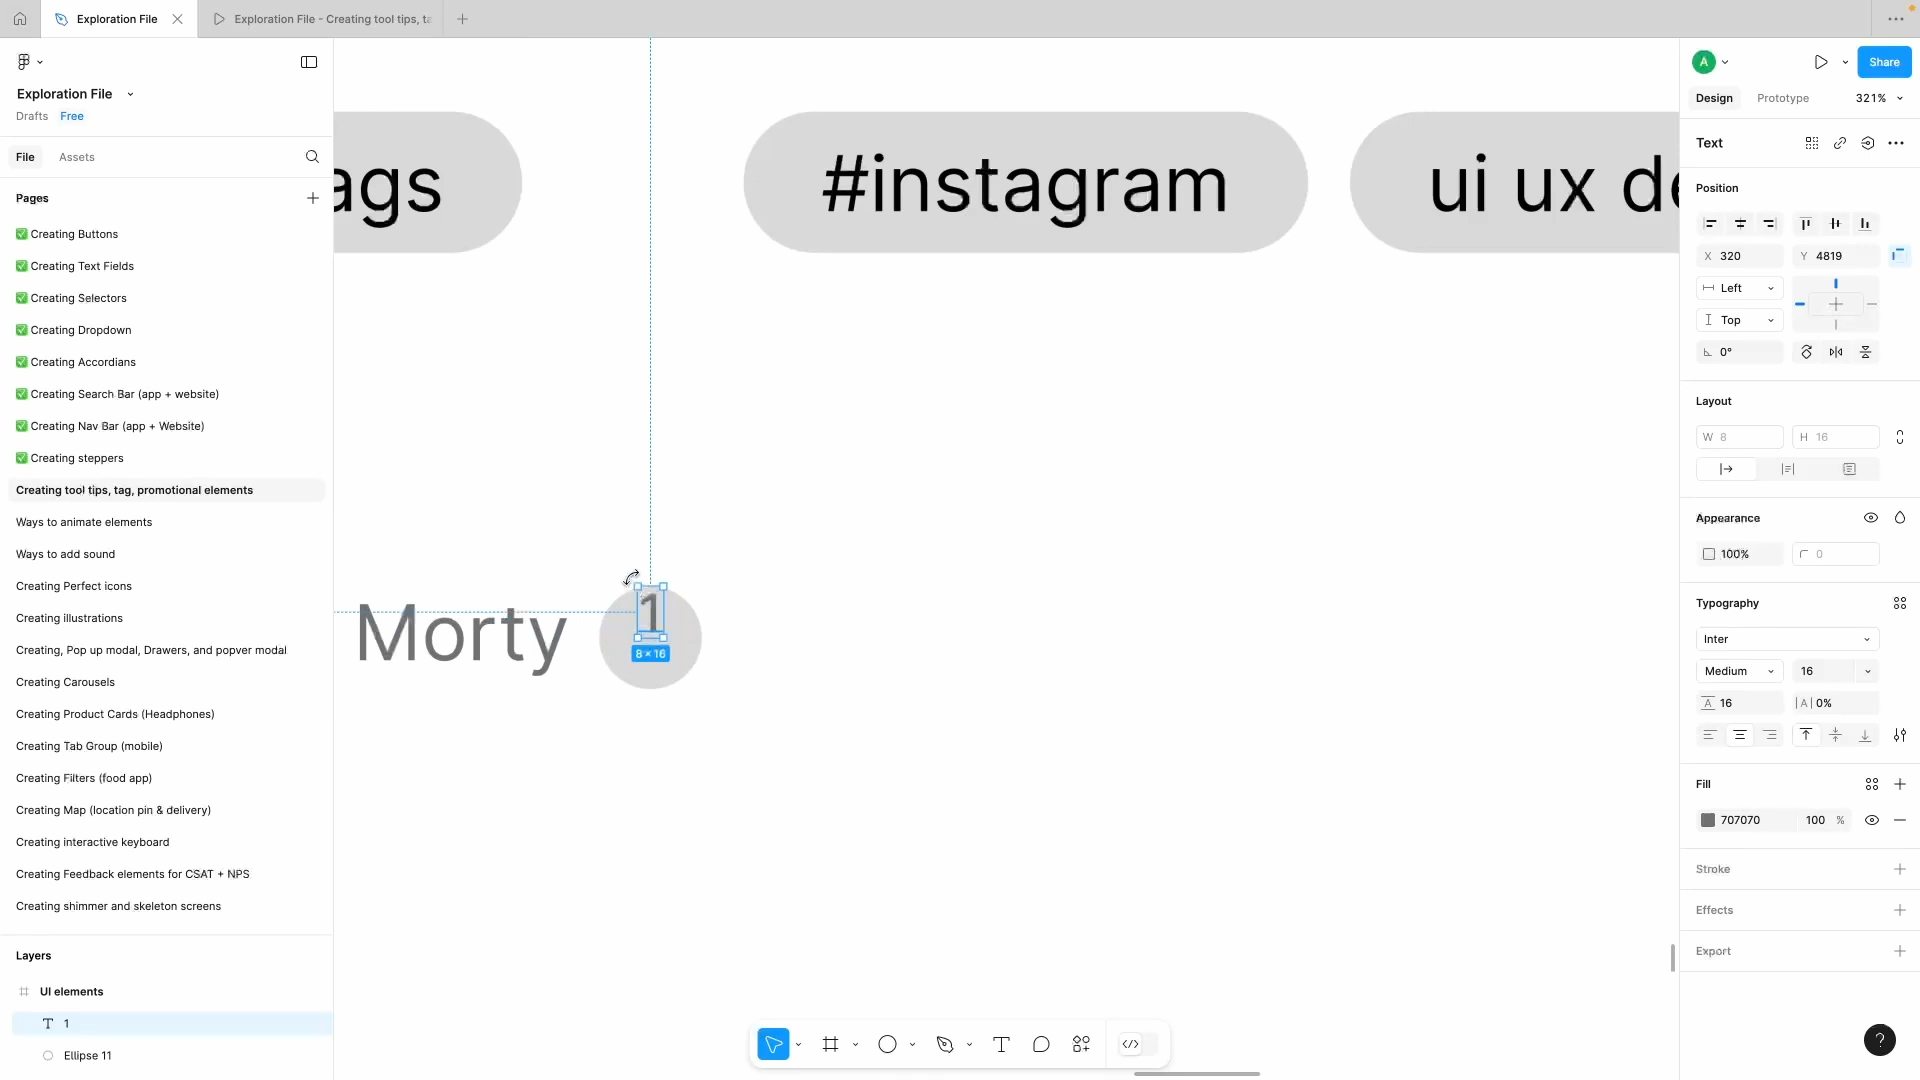 Exploration File
Exploration File - Creating tool tips, ta
Exploration File
Drafts Free
File Assets
Pages
Creating Buttons
Creating Text Fields
Creating Selectors
Creating Dropdown
Creating Accordians
Creating Search Bar (app + website)
Creating Nav Bar (app + Website)
Creating steppers
Creating tool tips, tag, promotional elements
Ways to animate elements
Ways to add sound
Creating Perfect icons
Creating illustrations
Creating, Pop up modal, Drawers, and popver modal
Creating Carousels
Creating Product Cards (Headphones)
Creating Tab Group (mobile)
Creating Filters (food app)
Creating Map (location pin & delivery)
Creating interactive keyboard
Creating Feedback elements for CSAT + NPS
Creating shimmer and skeleton screens
Layers
UI elements
1
Ellipse 11
ags #instagram ui ux de
Morty 1
8 × 16
A Share
Design Prototype 321%
Text
Position
X 320 Y 4819
Left
Top
0°
Layout
W 8 H 16
Appearance
100% 0
Typography
Inter
Medium 16
A 16 |A| 0%
Fill
707070 100 %
Stroke
Effects
Export
?